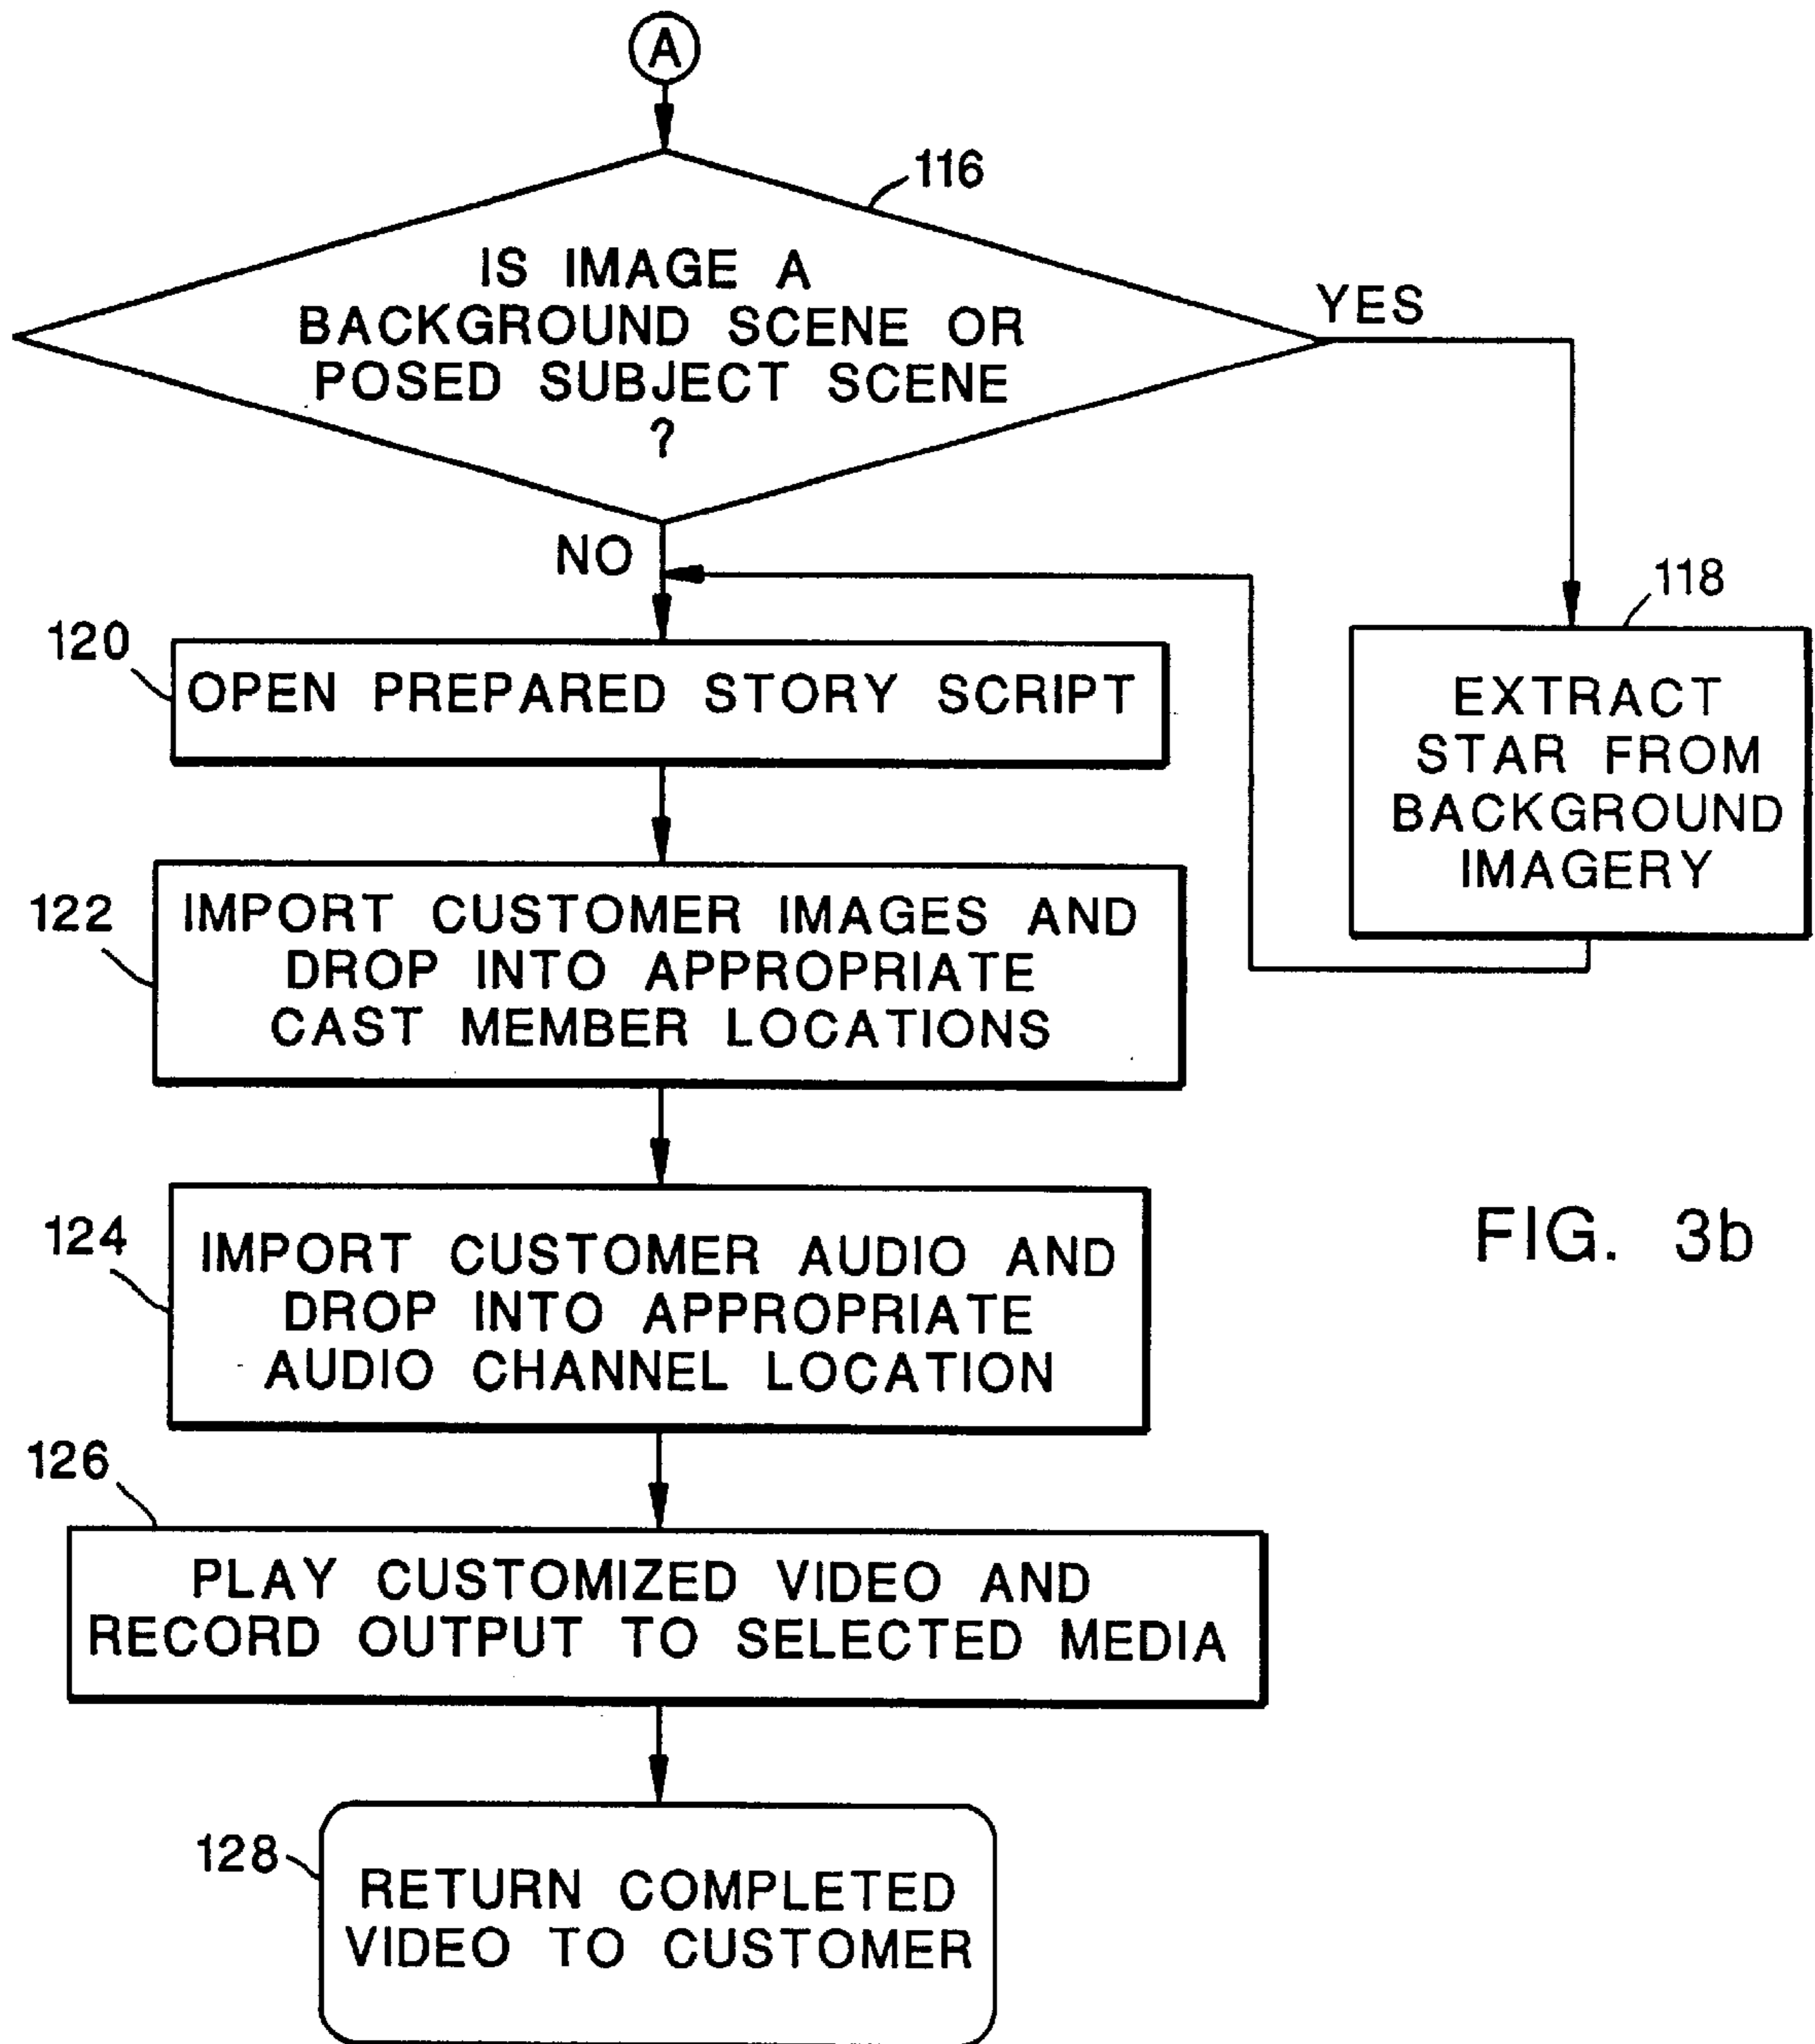 A
116
IS IMAGE A
BACKGROUND SCENE OR
POSED SUBJECT SCENE
?
YES
NO
118
EXTRACT
STAR FROM
BACKGROUND
IMAGERY
120
OPEN PREPARED STORY SCRIPT
122
IMPORT CUSTOMER IMAGES AND
DROP INTO APPROPRIATE
CAST MEMBER LOCATIONS
124
IMPORT CUSTOMER AUDIO AND
DROP INTO APPROPRIATE
AUDIO CHANNEL LOCATION
FIG. 3b
126
PLAY CUSTOMIZED VIDEO AND
RECORD OUTPUT TO SELECTED MEDIA
128
RETURN COMPLETED
VIDEO TO CUSTOMER